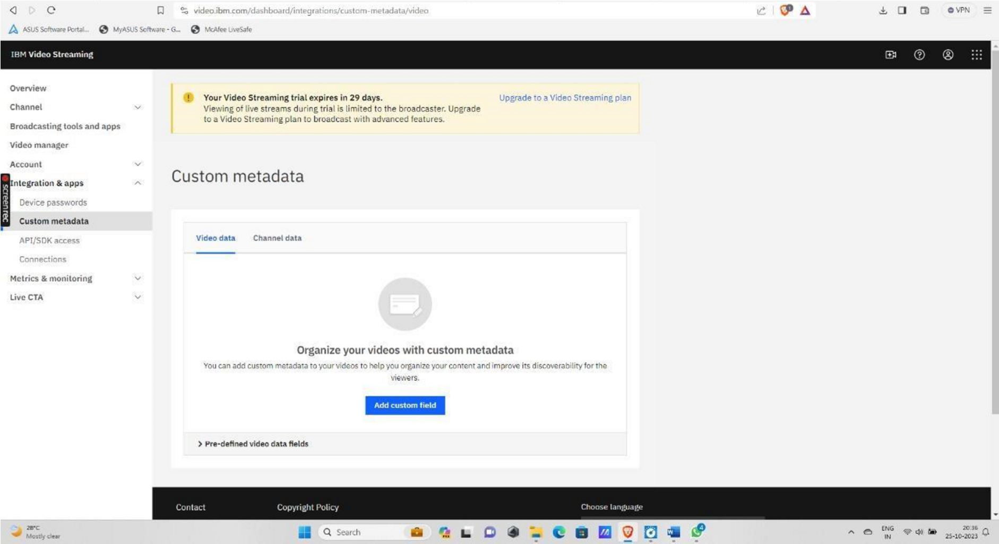 video.ibm.com/dashboard/integrations/custom-metadata/video
VPN
ASUS Software Portal...
MyASUS Software - G...
McAfee LiveSafe
IBM Video Streaming
Overview
Channel
Broadcasting tools and apps
Video manager
Account
Integration & apps
Device passwords
Custom metadata
API/SDK access
Connections
Metrics & monitoring
Live CTA
screenrec
Your Video Streaming trial expires in 29 days.
Upgrade to a Video Streaming plan
Viewing of live streams during trial is limited to the broadcaster. Upgrade
to a Video Streaming plan to broadcast with advanced features.
Custom metadata
Video data
Channel data
Organize your videos with custom metadata
You can add custom metadata to your videos to help you organize your content and improve its discoverability for the
viewers.
Add custom field
Pre-defined video data fields
Contact
Copyright Policy
Choose language
28°C
Mostly clear
Search
4
ENG
IN
20:36
25-10-2023